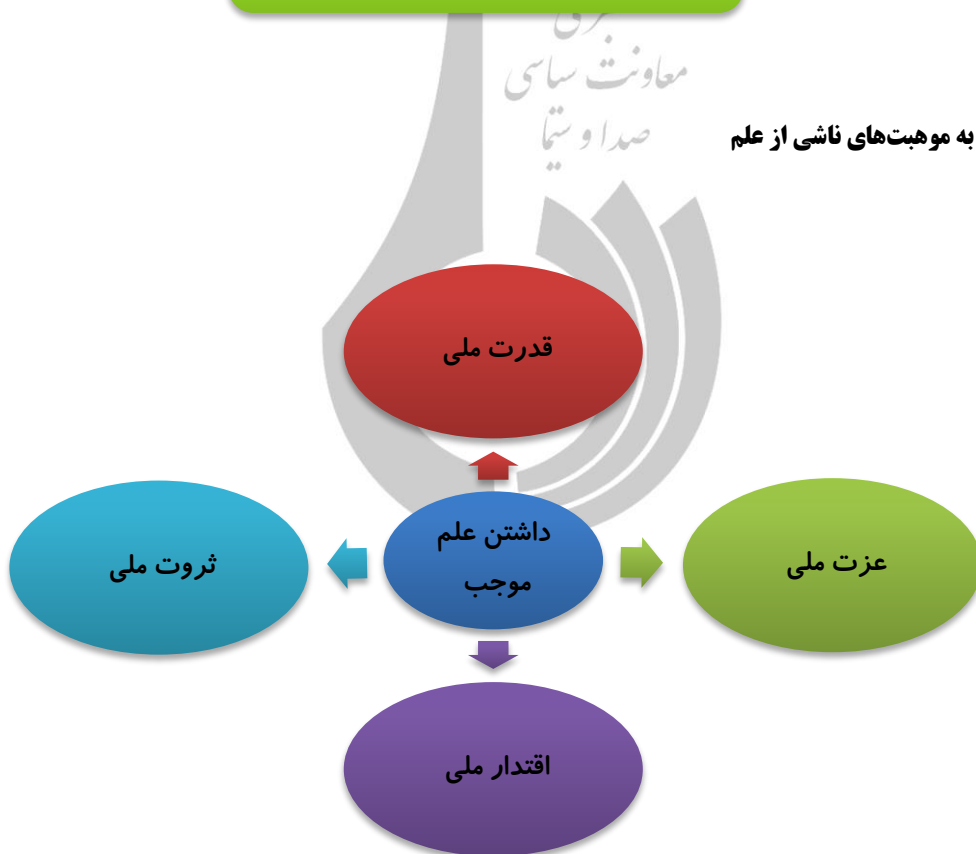 معاونت سیاسی
صدا و سیما
به موهبت‌های ناشی از علم
قدرت ملی
عزت ملی
داشتن علم
موجب
ثروت ملی
اقتدار ملی